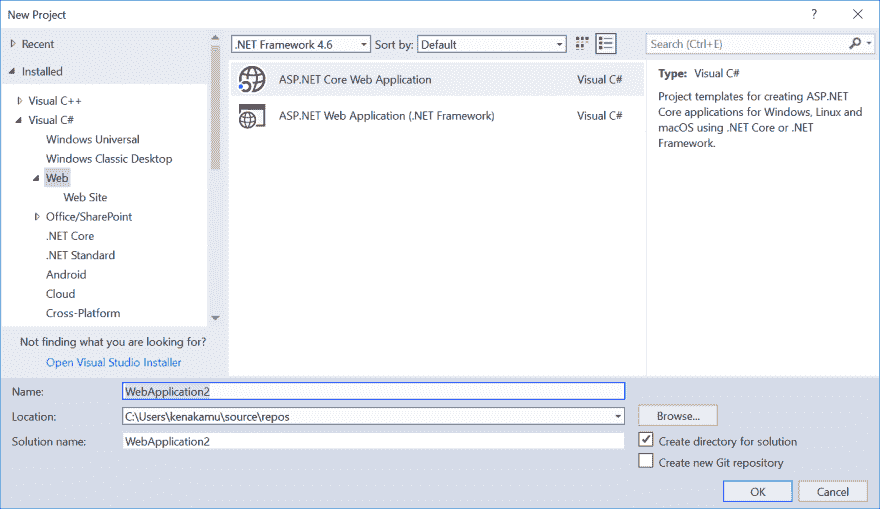 New Project
?
Recent
Installed
Visual C++
Visual C#
Windows Universal
Windows Classic Desktop
Web
Web Site
Office/SharePoint
.NET Core
.NET Standard
Android
Cloud
Cross-Platform
Not finding what you are looking for?
Open Visual Studio Installer
.NET Framework 4.6
Sort by: Default
ASP.NET Core Web Application Visual C#
ASP.NET Web Application (.NET Framework) Visual C#
Search (Ctrl+E)
Type: Visual C#
Project templates for creating ASP.NET
Core applications for Windows, Linux and
macOS using .NET Core or .NET
Framework.
Name: WebApplication2
Location: C:\Users\kenakamu\source\repos
Browse...
Solution name: WebApplication2
Create directory for solution
Create new Git repository
OK
Cancel